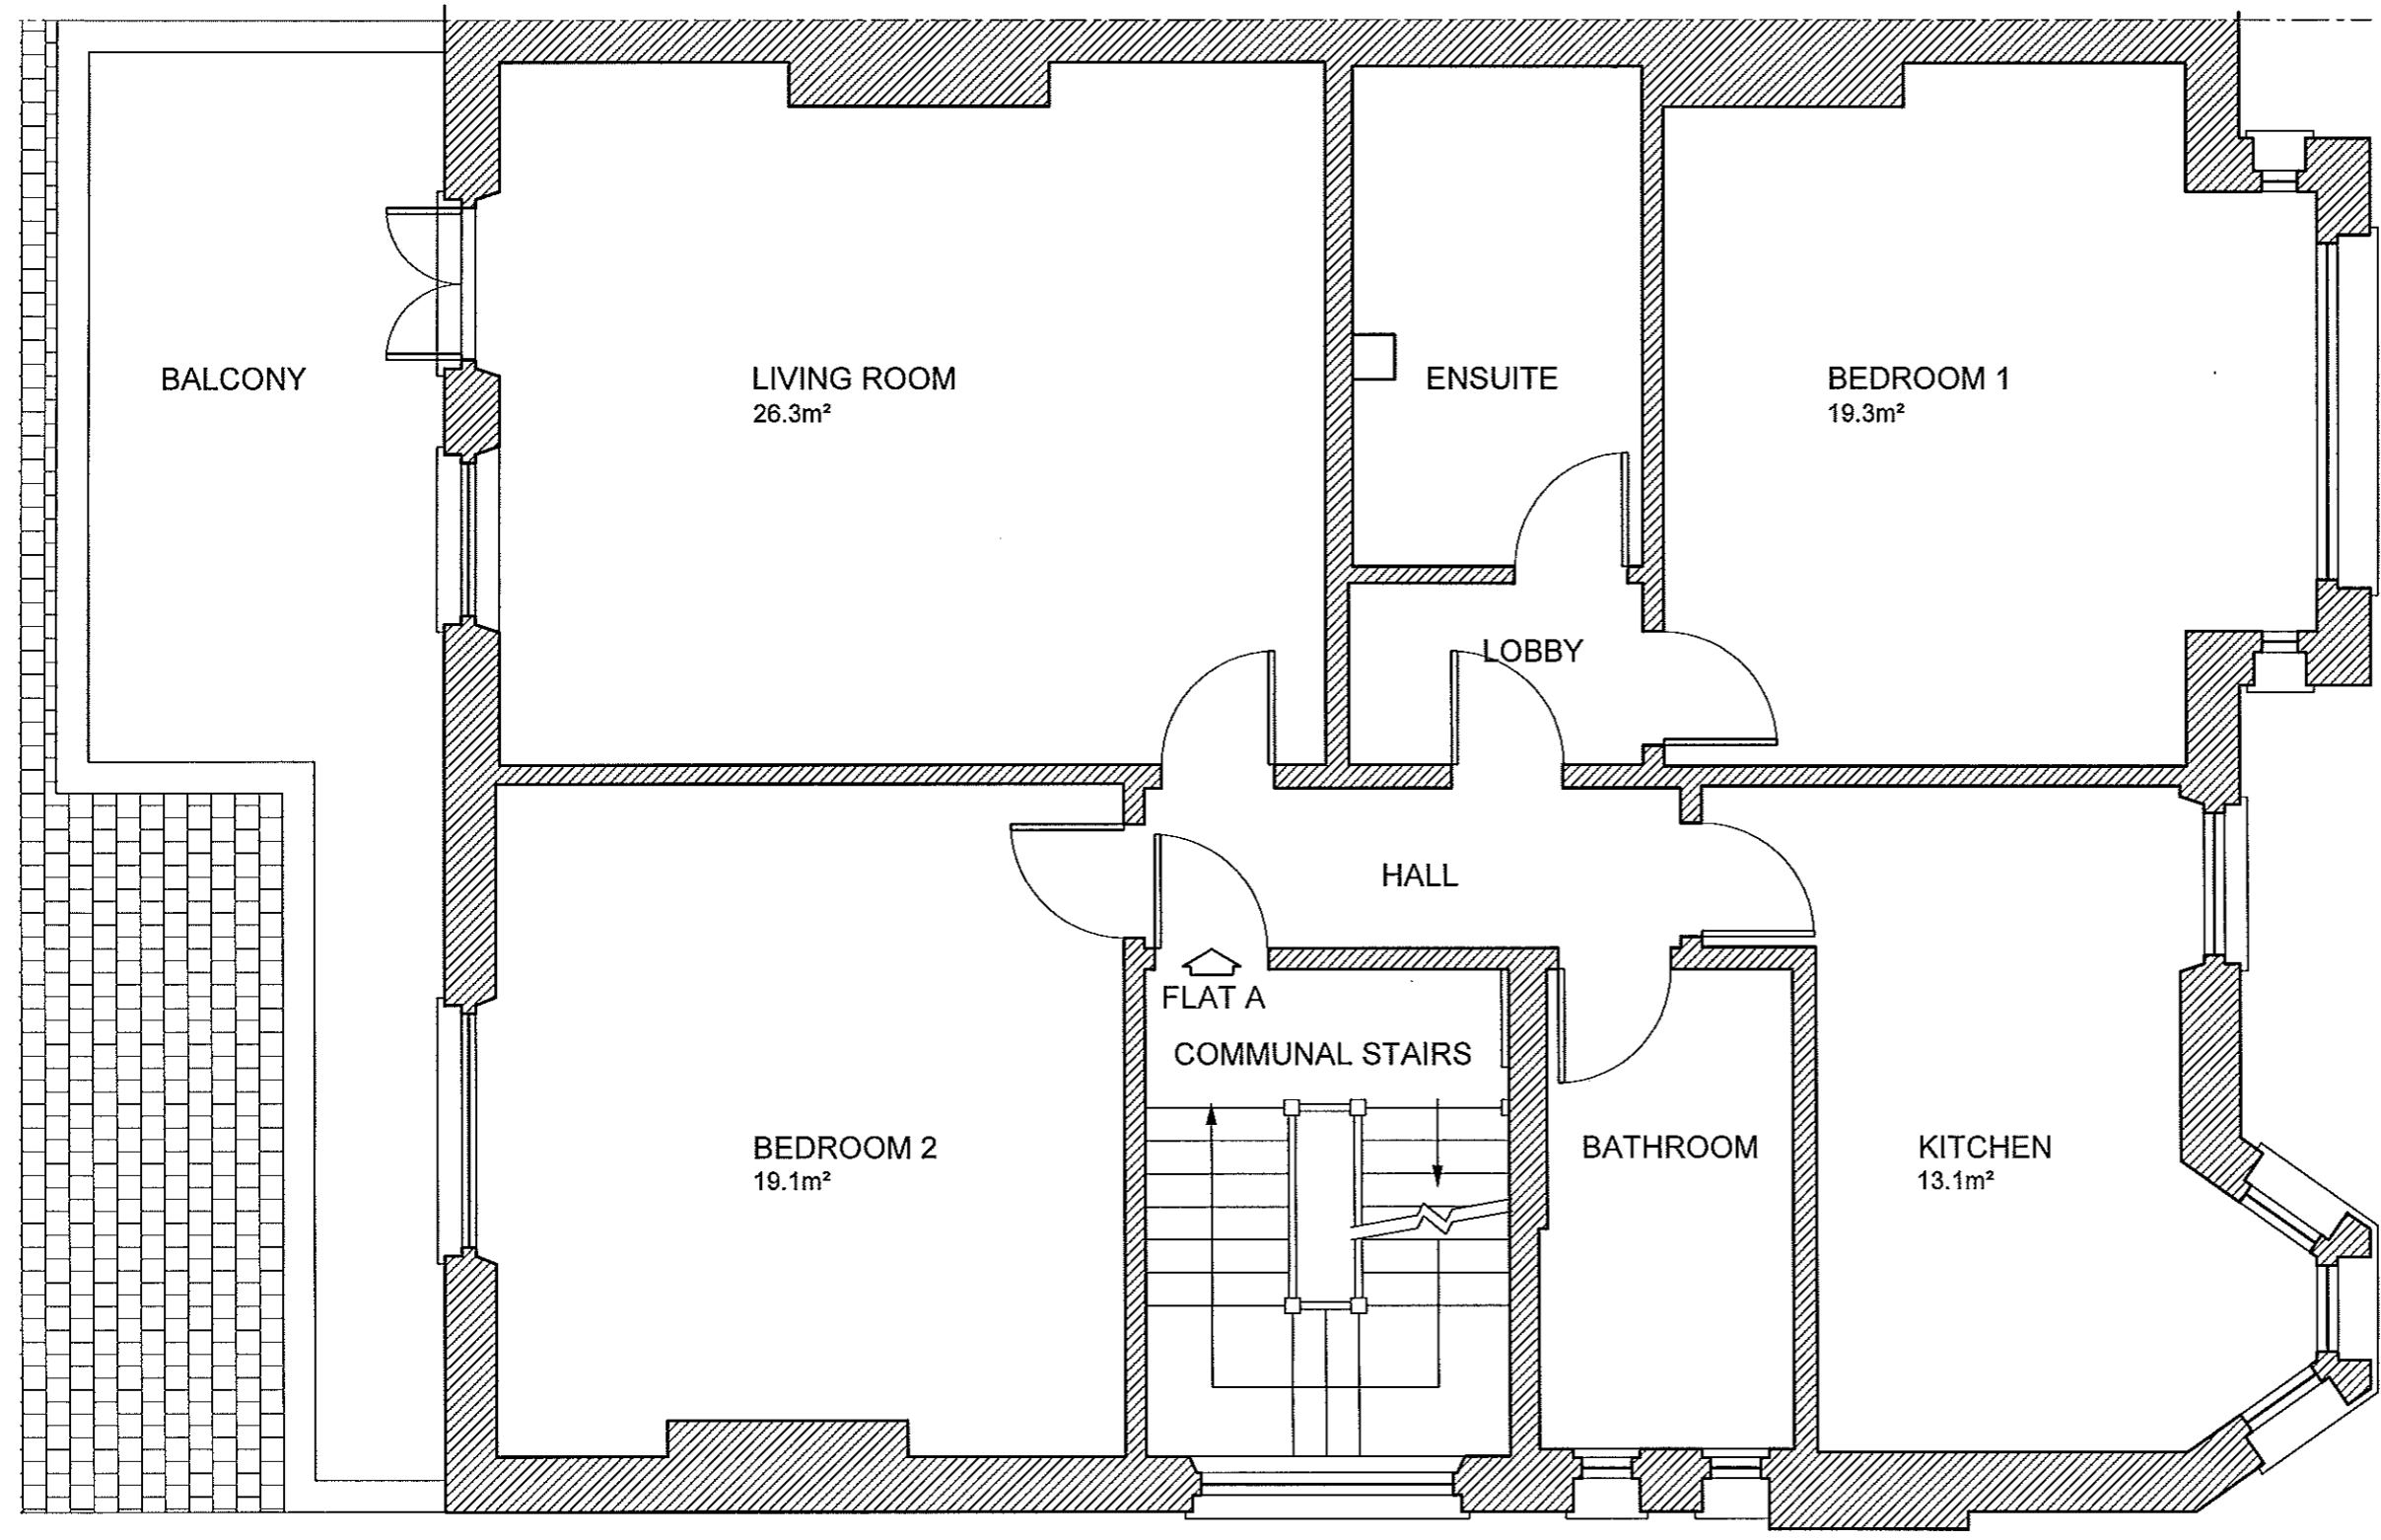 BALCONY
LIVING ROOM
26.3m²
ENSUITE
BEDROOM 1
19.3m²
LOBBY
HALL
FLAT A
COMMUNAL STAIRS
BEDROOM 2
19.1m²
BATHROOM
KITCHEN
13.1m²